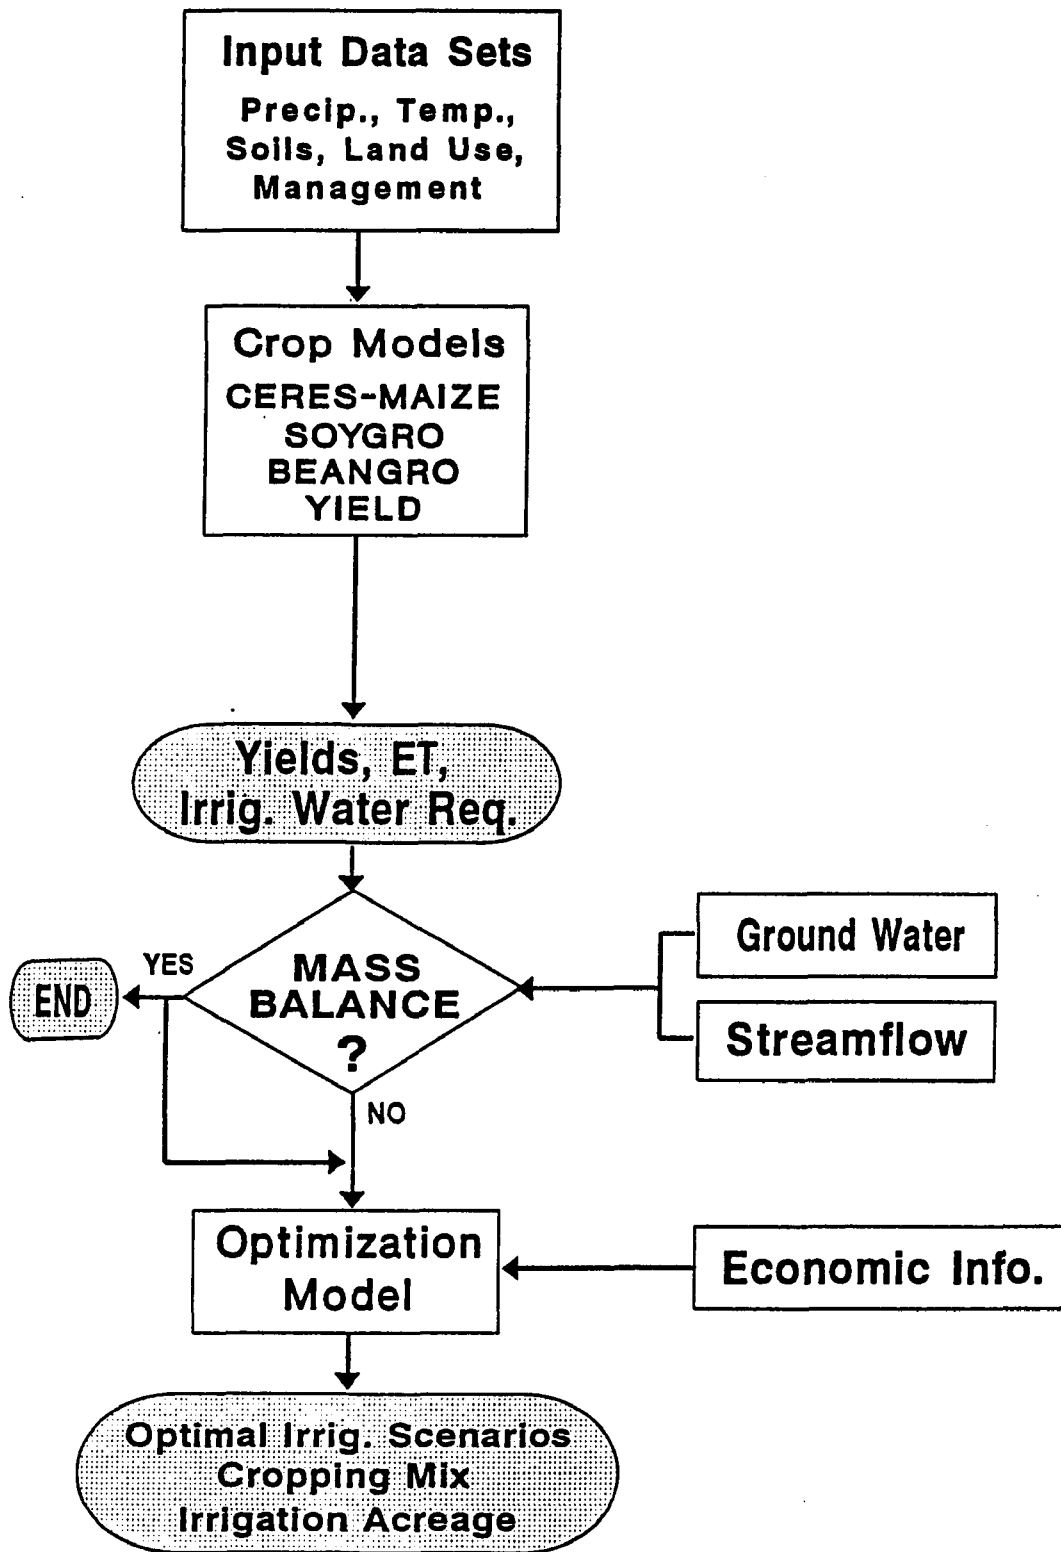 Input Data Sets
Precip., Temp.,
Soils, Land Use,
Management
Crop Models
CERES-MAIZE
SOYGRO
BEANGRO
YIELD
Yields, ET,
Irrig. Water Req.
MASS
BALANCE
?
YES
END
NO
Ground Water
Streamflow
Optimization
Model
Economic Info.
Optimal Irrig. Scenarios
Cropping Mix
Irrigation Acreage